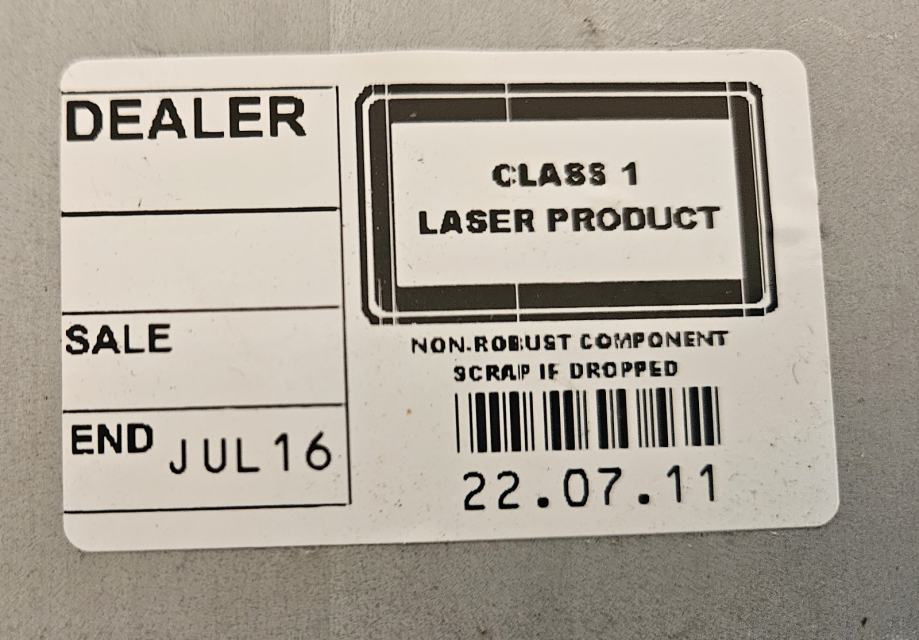 DEALER
SALE
END JUL16
CLASS 1
LASER PRODUCT
NON-ROBUST COMPONENT
SCRAP IF DROPPED
22.07.11